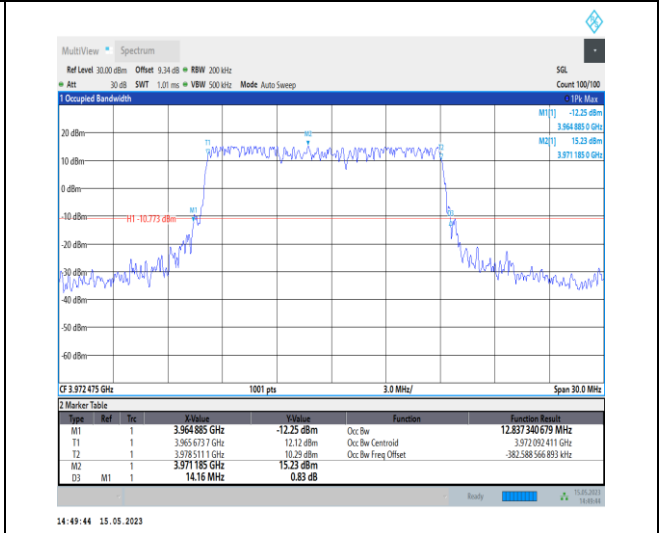 MultiView Spectrum
Ref Level 30.00 dBm Offset 9.34 dB RBW 200 kHz SGL
Att 30 dB SWT 1.01 ms VBW 500 kHz Mode Auto Sweep Count 100/100
1 Occupied Bandwidth 1Pk Max
M1[1] -12.25 dBm
3.964 885 0 GHz
M2[1] 15.23 dBm
3.971 185 0 GHz
20 dBm
M2
T1
T2
10 dBm
0 dBm
M1
D3
-10 dBm
H1 -10.773 dBm
-20 dBm
-30 dBm
-40 dBm
-50 dBm
-60 dBm
CF 3.972 475 GHz 1001 pts 3.0 MHz/ Span 30.0 MHz
2 Marker Table
Type Ref Trc X-Value Y-Value Function Function Result
M1 1 3.964 885 GHz -12.25 dBm Occ Bw 12.837 340 679 MHz
T1 1 3.965 673 7 GHz 12.12 dBm Occ Bw Centroid 3.972 092 411 GHz
T2 1 3.978 511 1 GHz 10.29 dBm Occ Bw Freq Offset -382.588 566 893 kHz
M2 1 3.971 185 GHz 15.23 dBm
D3 M1 1 14.16 MHz 0.83 dB
Ready 15.05.2023
14:49:44
14:49:44 15.05.2023